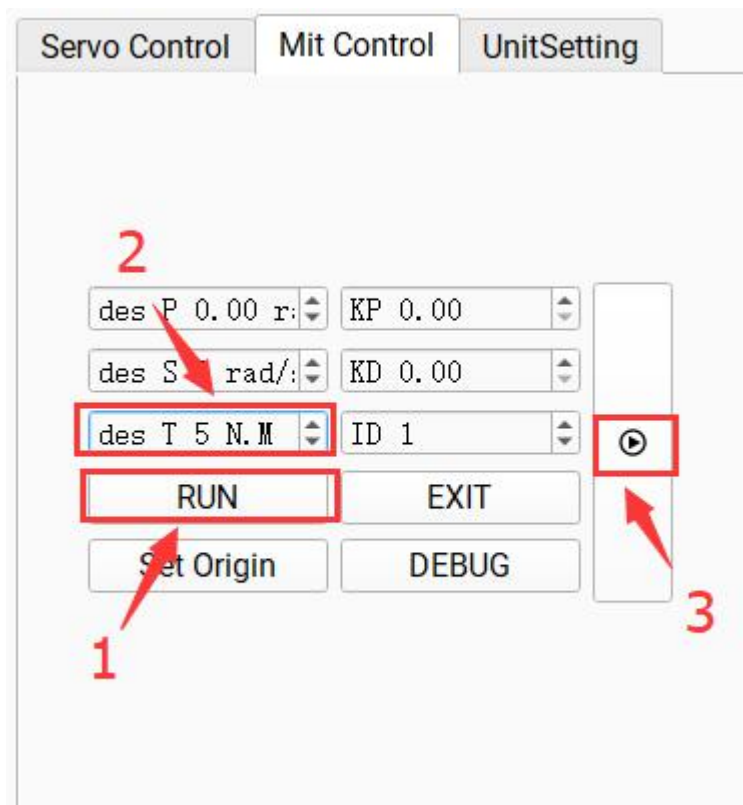 Servo Control Mit Control UnitSetting
2
des P 0.00 KP 0.00
des S rad/ KD 0.00
des T 5 N.M ID 1
RUN EXIT
Set Origin DEBUG
3
1